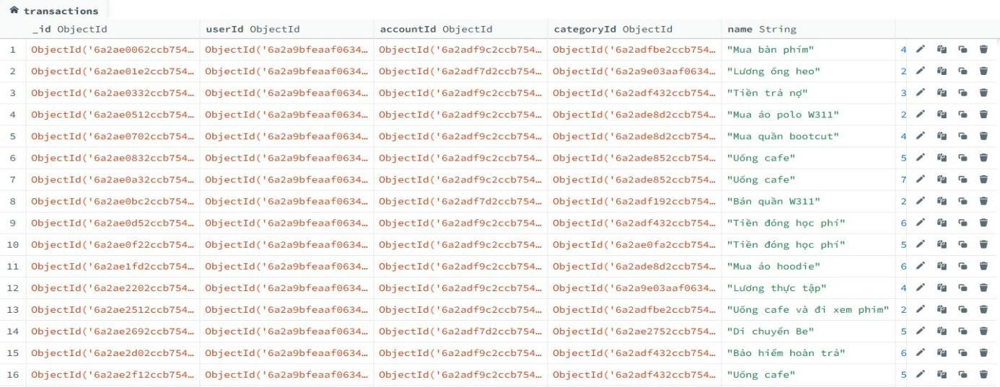 transactions
_id ObjectId userId ObjectId accountId ObjectId categoryId ObjectId name String
1 ObjectId('6a2ae0062ccb754… ObjectId('6a2a9bfeaaf0634… ObjectId('6a2adf9c2ccb754… ObjectId('6a2adfbe2ccb754… "Mua bàn phím" 4
2 ObjectId('6a2ae01e2ccb754… ObjectId('6a2a9bfeaaf0634… ObjectId('6a2adf7d2ccb754… ObjectId('6a2a9e03aaf0634… "Lương ống heo" 2
3 ObjectId('6a2ae0332ccb754… ObjectId('6a2a9bfeaaf0634… ObjectId('6a2adf9c2ccb754… ObjectId('6a2adf432ccb754… "Tiền trả nợ" 3
4 ObjectId('6a2ae0512ccb754… ObjectId('6a2a9bfeaaf0634… ObjectId('6a2adf9c2ccb754… ObjectId('6a2ade8d2ccb754… "Mua áo polo W311" 2
5 ObjectId('6a2ae0702ccb754… ObjectId('6a2a9bfeaaf0634… ObjectId('6a2adf9c2ccb754… ObjectId('6a2ade8d2ccb754… "Mua quần bootcut" 4
6 ObjectId('6a2ae0832ccb754… ObjectId('6a2a9bfeaaf0634… ObjectId('6a2adf9c2ccb754… ObjectId('6a2ade852ccb754… "Uống cafe" 5
7 ObjectId('6a2ae0a32ccb754… ObjectId('6a2a9bfeaaf0634… ObjectId('6a2adf9c2ccb754… ObjectId('6a2ade852ccb754… "Uống cafe" 7
8 ObjectId('6a2ae0bc2ccb754… ObjectId('6a2a9bfeaaf0634… ObjectId('6a2adf7d2ccb754… ObjectId('6a2adf192ccb754… "Bán quần W311" 2
9 ObjectId('6a2ae0d52ccb754… ObjectId('6a2a9bfeaaf0634… ObjectId('6a2adf9c2ccb754… ObjectId('6a2adf432ccb754… "Tiền đóng học phí" 6
10 ObjectId('6a2ae0f22ccb754… ObjectId('6a2a9bfeaaf0634… ObjectId('6a2adf9c2ccb754… ObjectId('6a2ae0fa2ccb754… "Tiền đóng học phí" 5
11 ObjectId('6a2ae1fd2ccb754… ObjectId('6a2a9bfeaaf0634… ObjectId('6a2adf9c2ccb754… ObjectId('6a2ade8d2ccb754… "Mua áo hoodie" 6
12 ObjectId('6a2ae2202ccb754… ObjectId('6a2a9bfeaaf0634… ObjectId('6a2adf9c2ccb754… ObjectId('6a2a9e03aaf0634… "Lương thực tập" 4
13 ObjectId('6a2ae2512ccb754… ObjectId('6a2a9bfeaaf0634… ObjectId('6a2adf9c2ccb754… ObjectId('6a2adfbe2ccb754… "Uống cafe và đi xem phim" 2
14 ObjectId('6a2ae2692ccb754… ObjectId('6a2a9bfeaaf0634… ObjectId('6a2adf7d2ccb754… ObjectId('6a2ae2752ccb754… "Di chuyển Be" 5
15 ObjectId('6a2ae2d02ccb754… ObjectId('6a2a9bfeaaf0634… ObjectId('6a2adf9c2ccb754… ObjectId('6a2adf432ccb754… "Bảo hiểm hoàn trả" 6
16 ObjectId('6a2ae2f12ccb754… ObjectId('6a2a9bfeaaf0634… ObjectId('6a2adf9c2ccb754… ObjectId('6a2adf432ccb754… "Uống cafe" 5